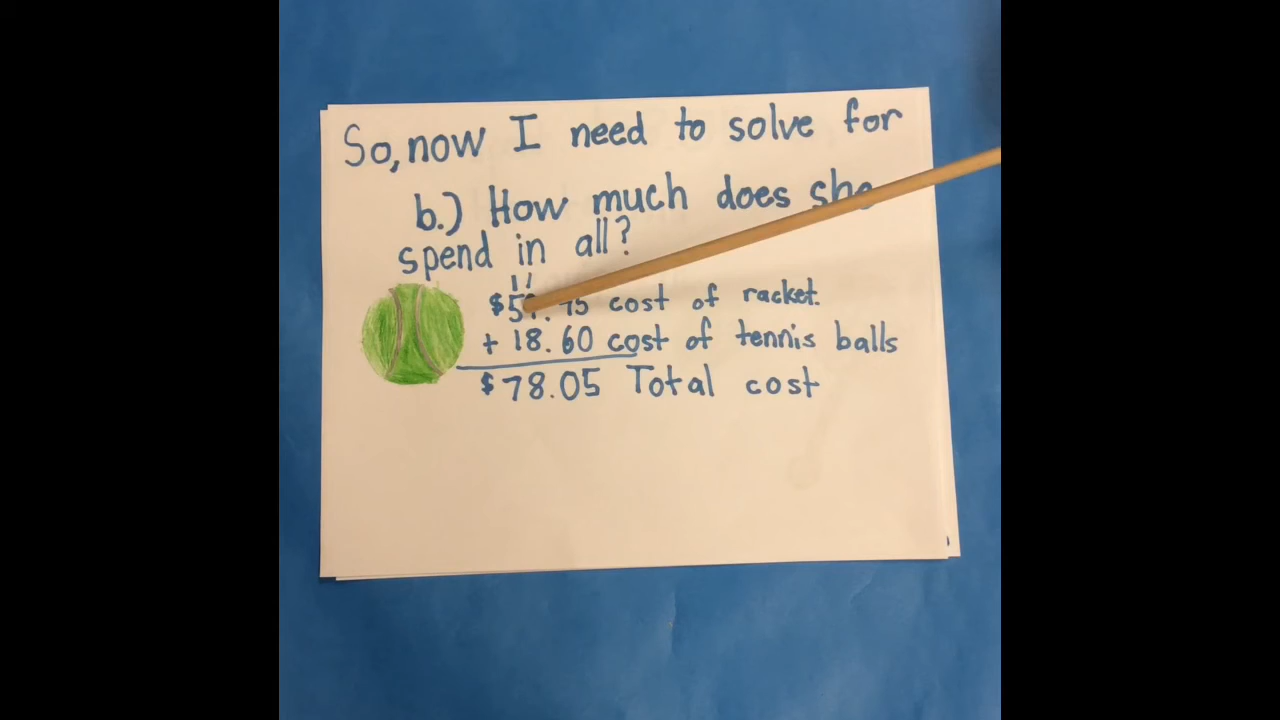 So, now I need to solve for
b.) How much does she
spend in all?
11
cost of racket.
+ 18.60 cost of tennis balls
$78.05 Total cost